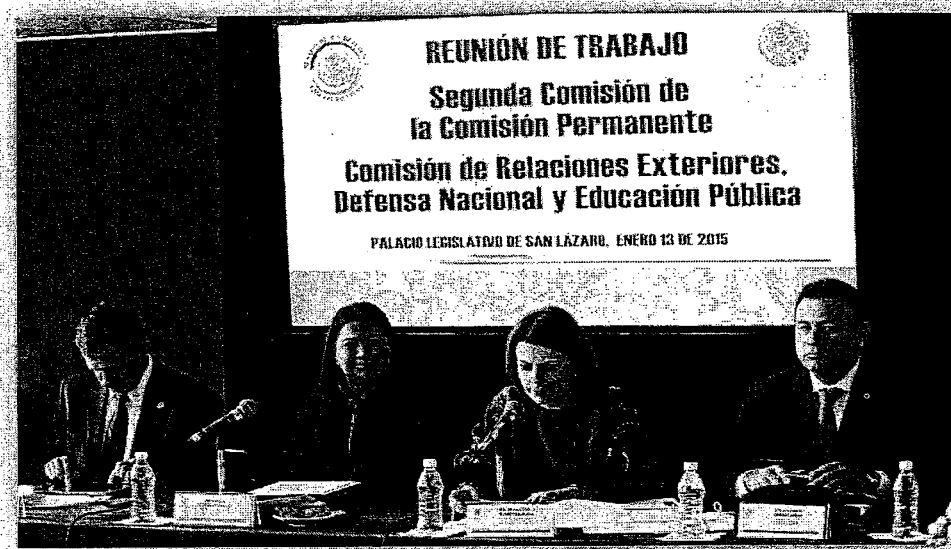 REUNIÓN DE TRABAJO
Segunda Comisión de
la Comisión Permanente
Comisión de Relaciones Exteriores,
Defensa Nacional y Educación Pública
PALACIO LEGISLATIVO DE SAN LÁZARO, ENERO 13 DE 2015